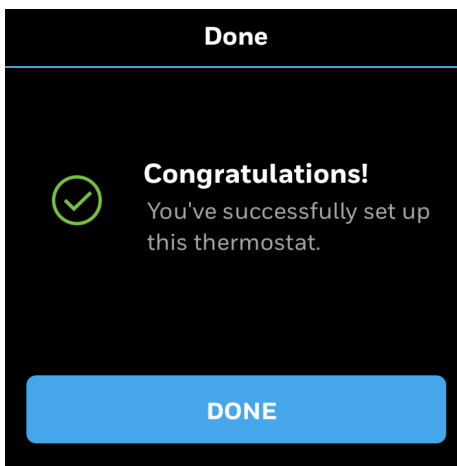 Done
Congratulations!
You've successfully set up
this thermostat.
DONE